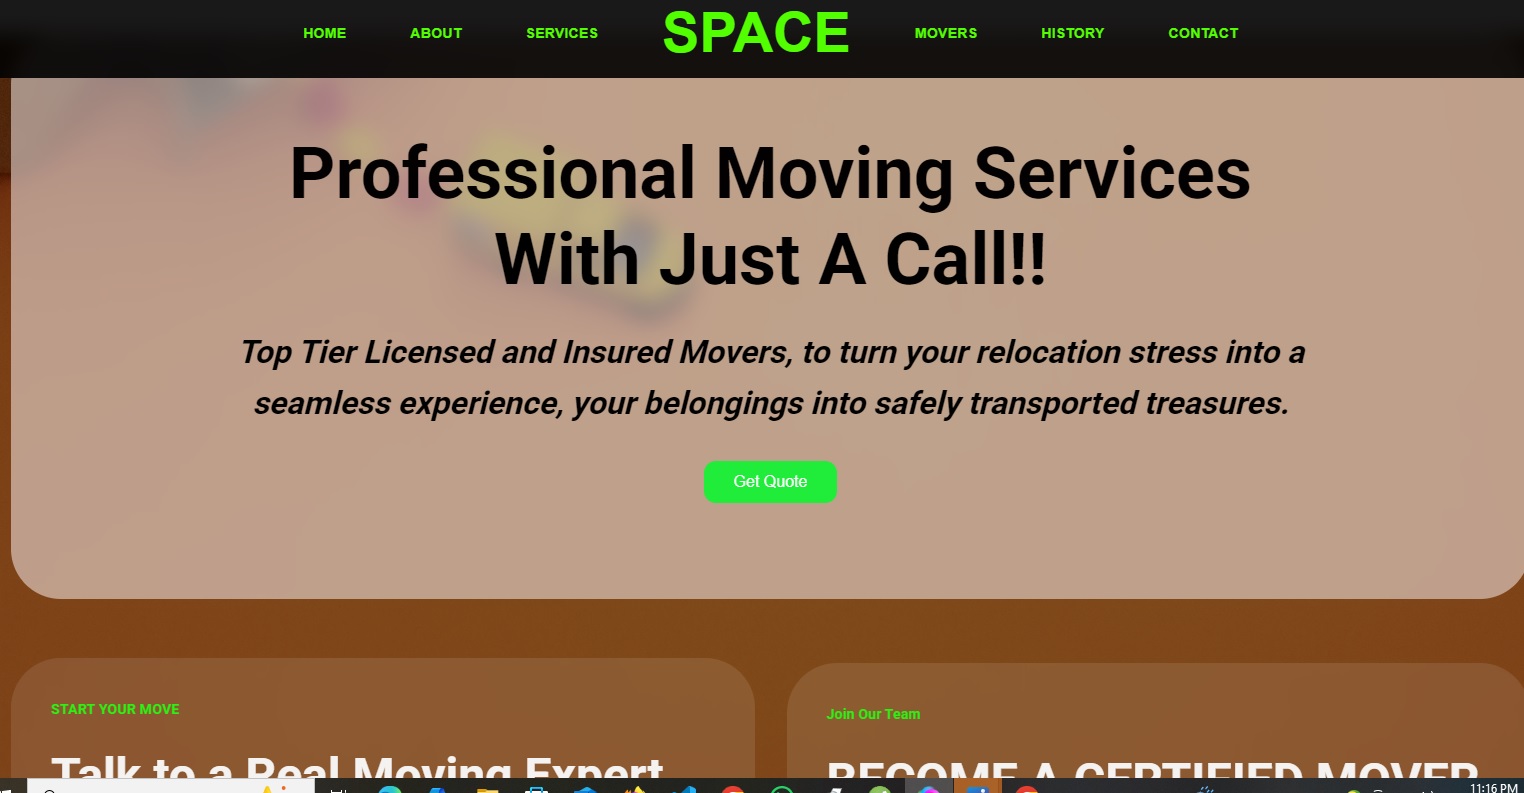 HOME ABOUT SERVICES SPACE MOVERS HISTORY CONTACT
Professional Moving Services
With Just A Call!!
Top Tier Licensed and Insured Movers, to turn your relocation stress into a
seamless experience, your belongings into safely transported treasures.
Get Quote
START YOUR MOVE
Join Our Team
Talk to a Real Moving Expert
BECOME A CERTIFIED MOVER
11:16 PM